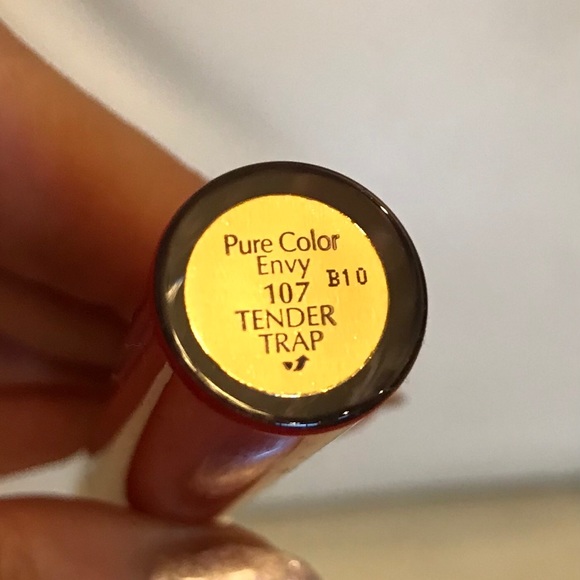 Pure Color
Envy
107 B10
TENDER
TRAP